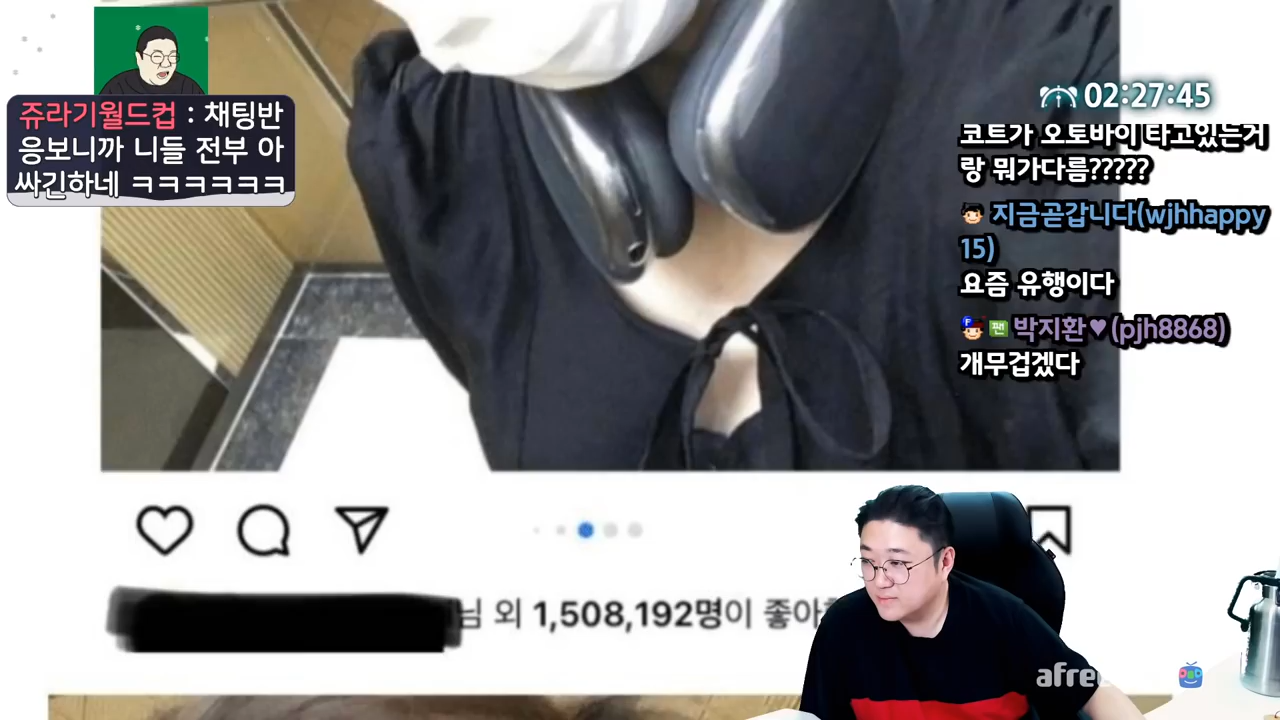 쥬라기월드컵 : 채팅반
응보니까 니들 전부 아
싸긴하네 ㅋㅋㅋㅋㅋㅋㅋ
02:27:45
코트가 오토바이 타고있는거
랑 뭐가다름?????
지금곧갑니다(wjhhappy
15)
요즘 유행이다
F 팬 박지환♥(pjh8868)
개무겁겠다
님 외 1,508,192명이 좋아
afre